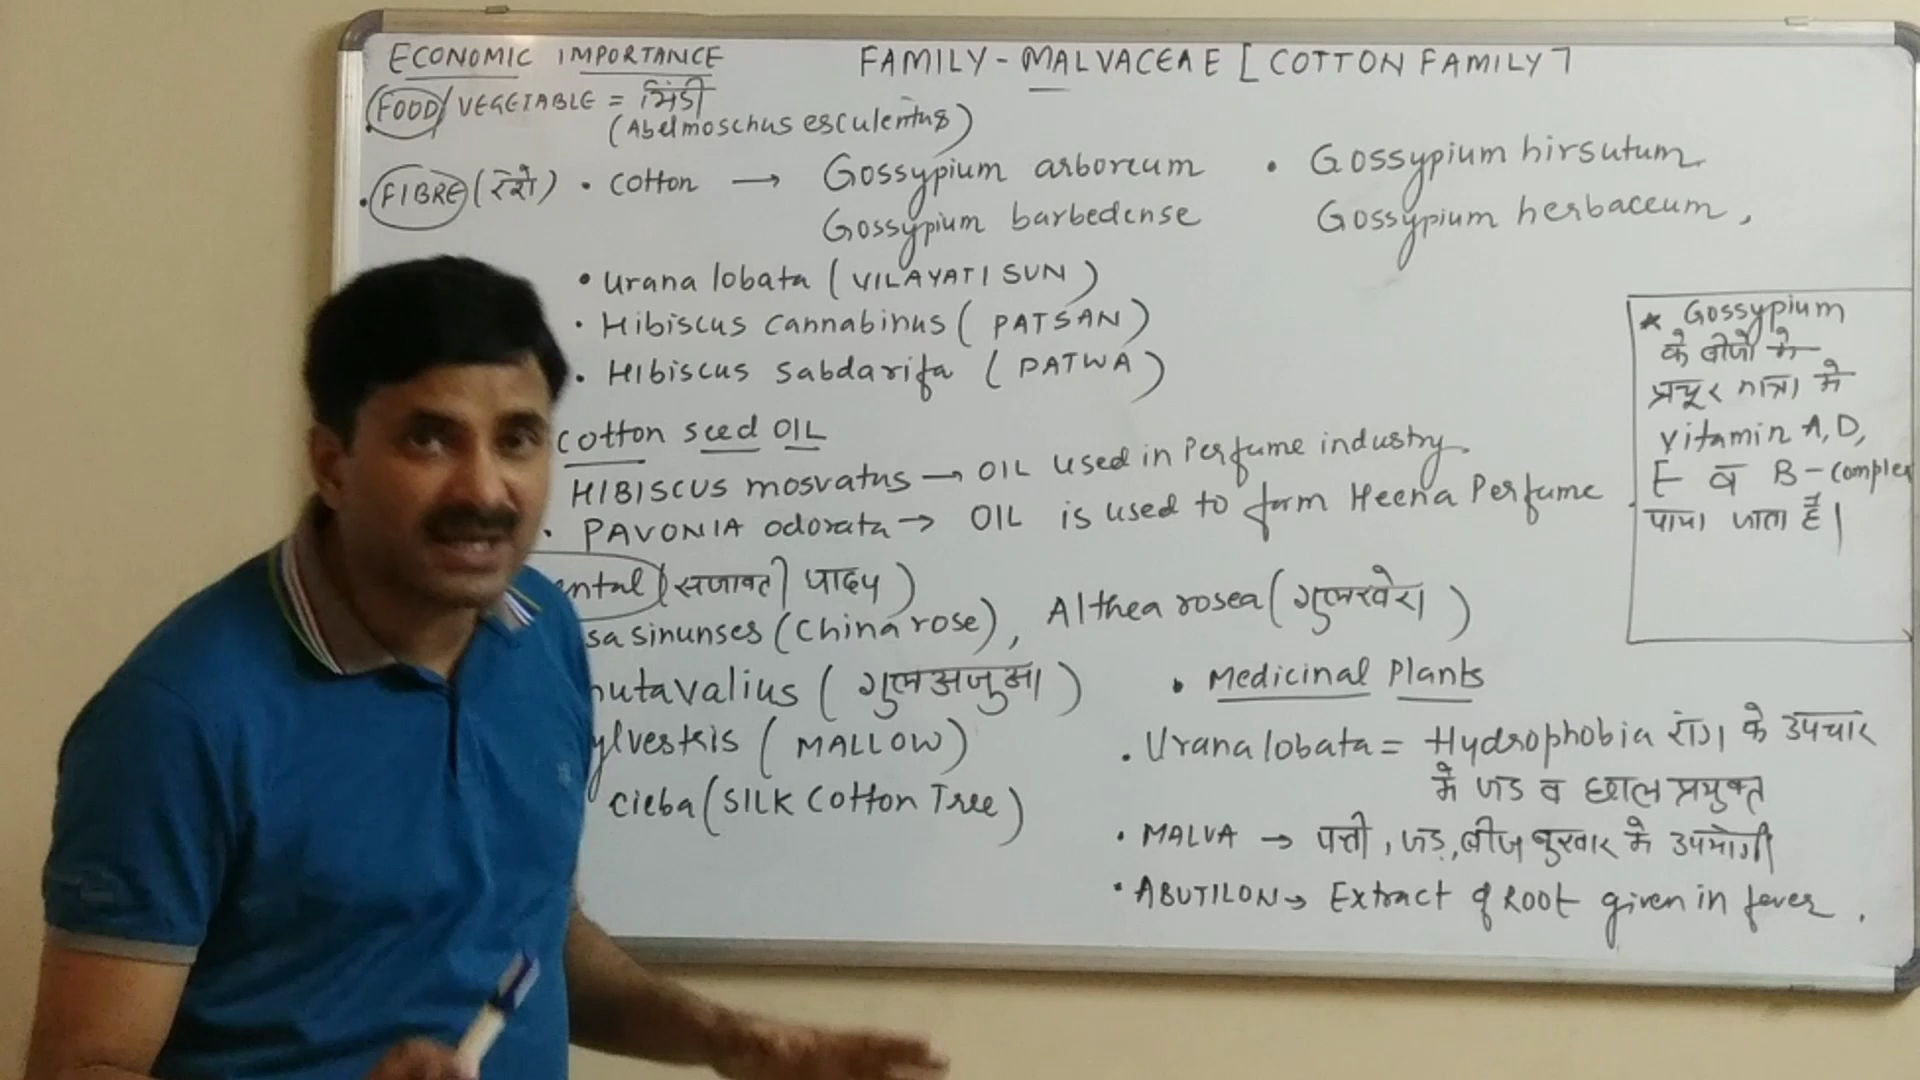 ECONOMIC IMPORTANCE
FAMILY - MALVACEAE [COTTON FAMILY]
FOOD/VEGETABLE = भिंडी
(Abelmoschus esculentus)
• FIBRE (रेशे) • Cotton → Gossypium arboreum • Gossypium hirsutum
Gossypium barbedense Gossypium herbaceum,
• Urana lobata (VILAYATI SUN)
• Hibiscus cannabinus (PATSAN)
• Hibiscus Sabdarifa (PATWA)
Cotton seed OIL
HIBISCUS mosvatus → OIL used in Perfume industry.
• PAVONIA odorata → OIL is used to form Heena Perfume
ental (सजावटी पादप)
sa sinunses (China rose), Althea rosea (गुलखेरा)
utavalius (गुलअजुमा)
ylvestris (MALLOW)
cieba (SILK Cotton Tree)
★ Gossypium
के बीजों मे
प्रचूर मात्रा मे
Vitamin A, D,
E व B-Complex
पाया जाता है।
• Medicinal Plants
• Urana lobata = Hydrophobia रोग के उपचार
मे जड व छाल प्रयुक्त
• MALVA → पत्ती, जड़, बीज बुखार मे उपयोगी
• ABUTILON → Extract of Root given in fever.